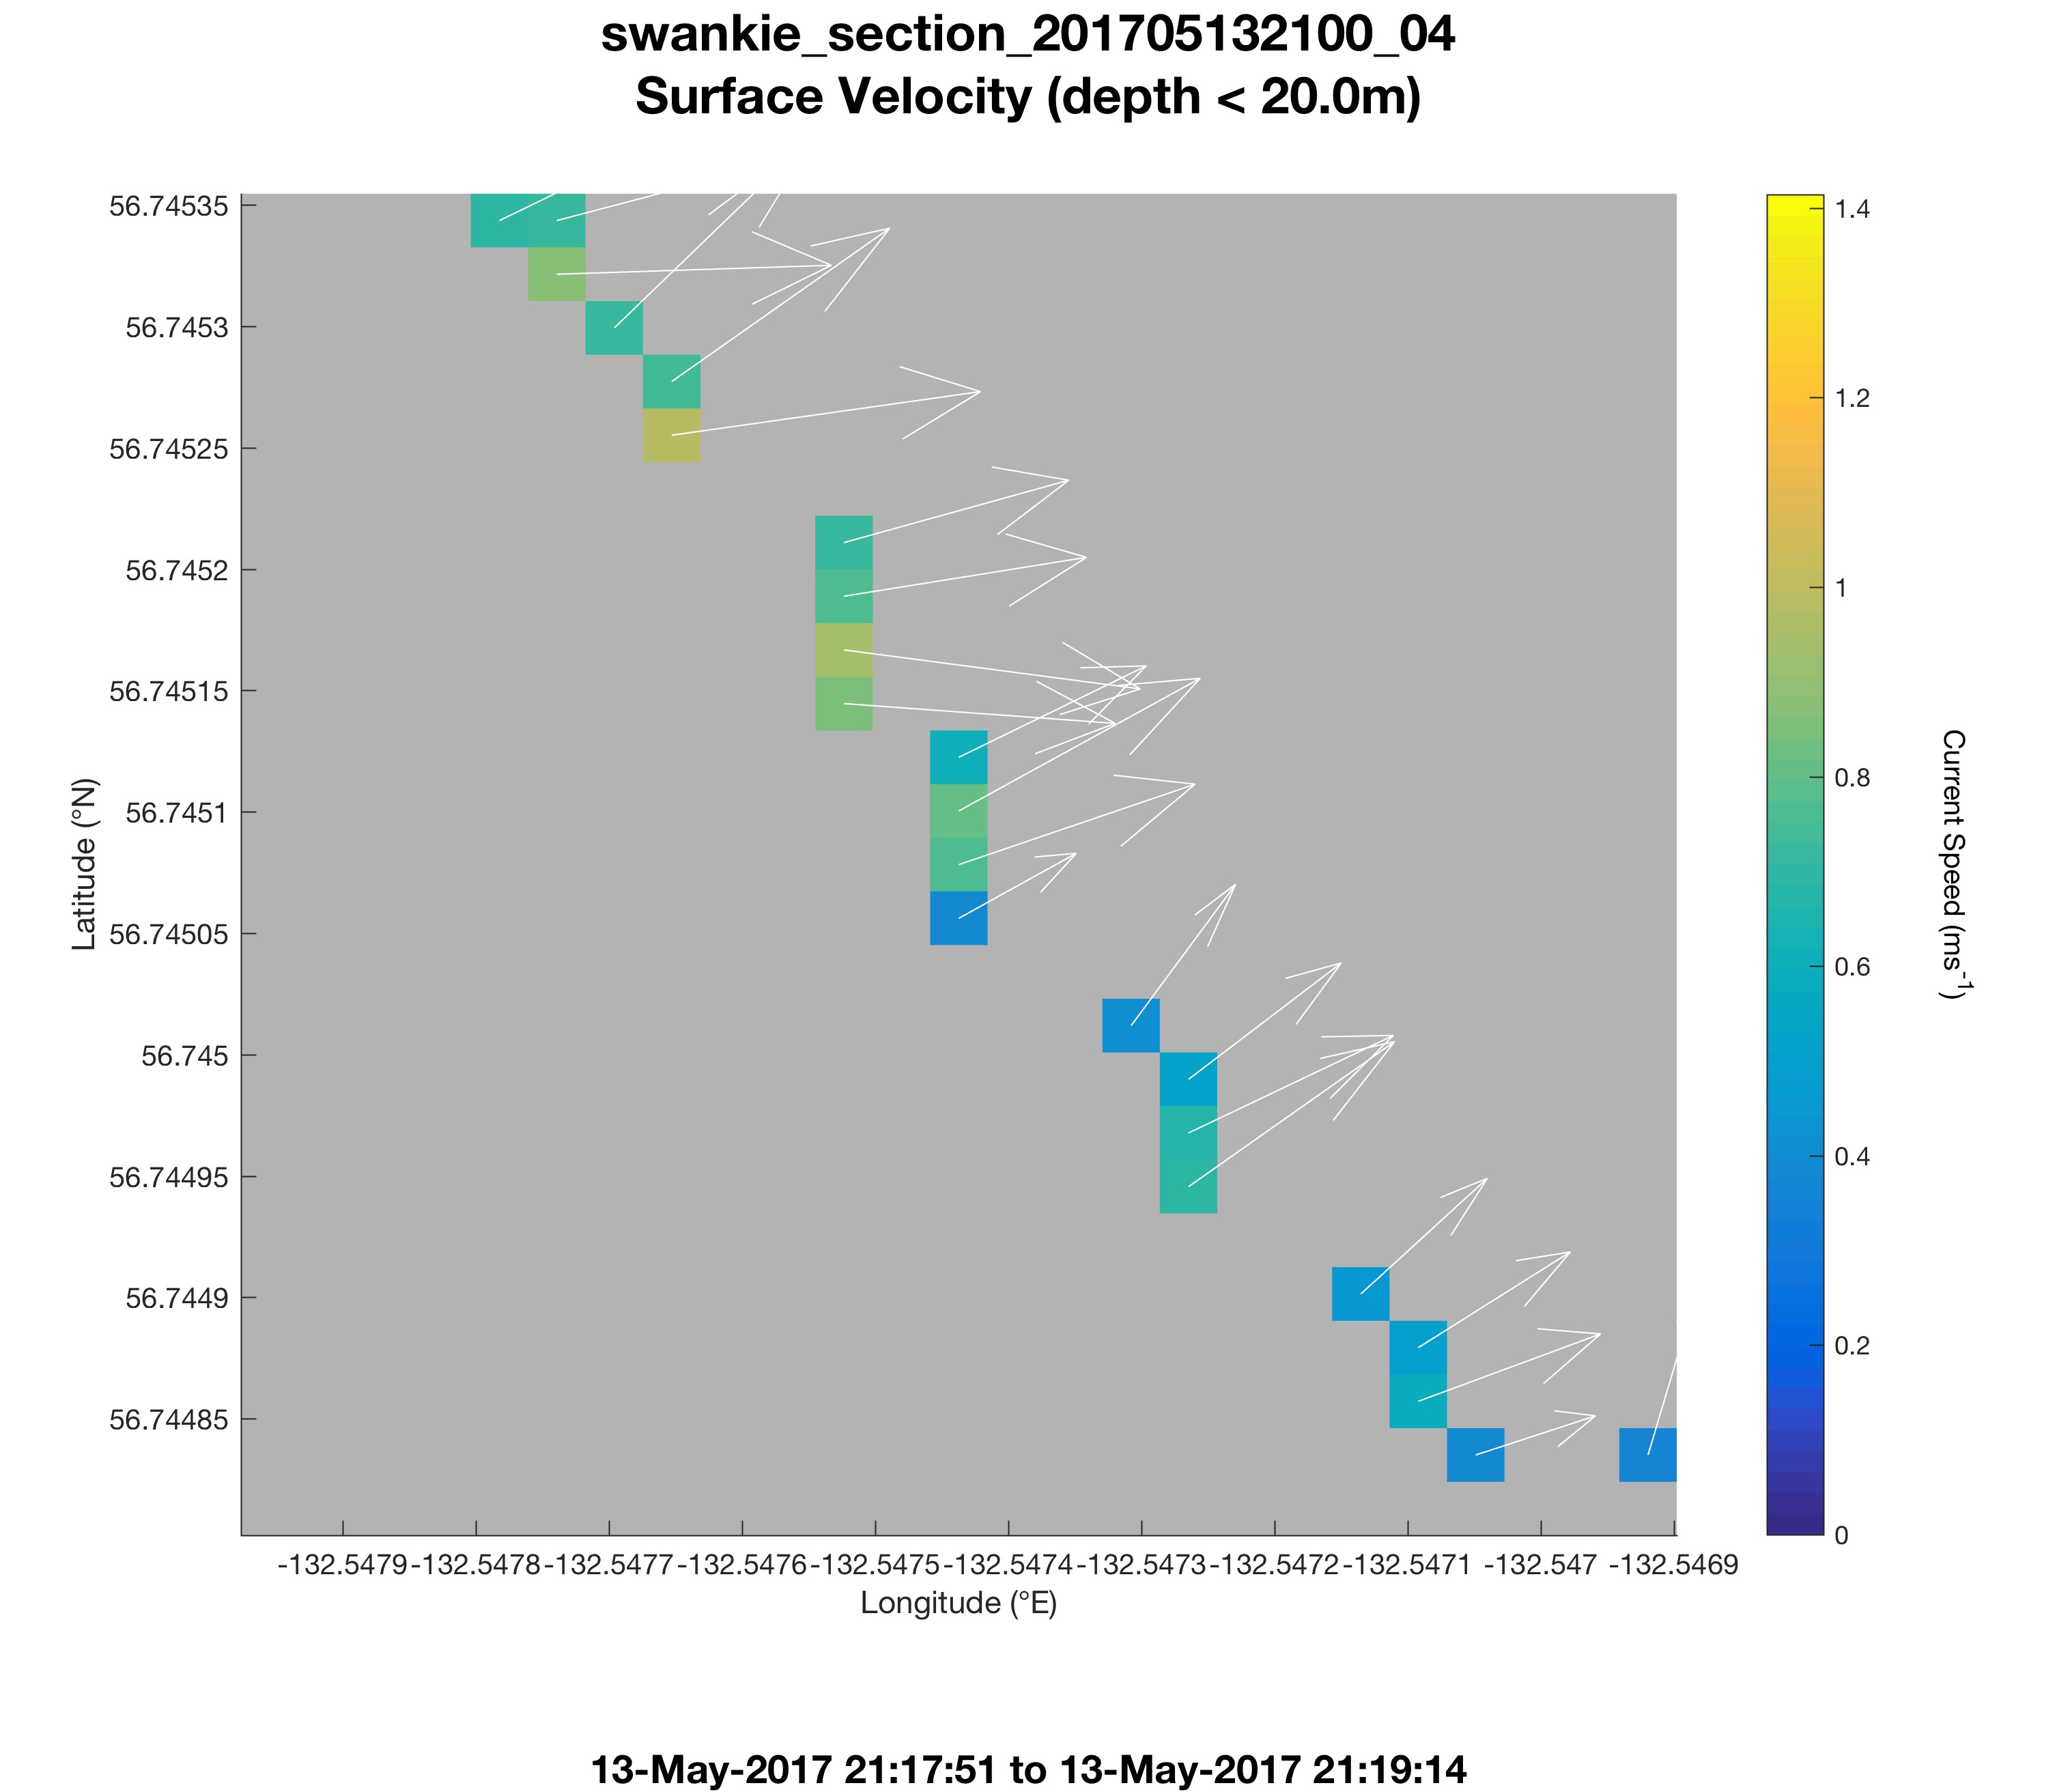 swankie_section_201705132100_04
Surface Velocity (depth < 20.0m)
56.74535
56.7453
56.74525
56.7452
56.74515
56.7451
56.74505
56.745
56.74495
56.7449
56.74485
Latitude (°N)
-132.5479 -132.5478 -132.5477 -132.5476 -132.5475 -132.5474 -132.5473 -132.5472 -132.5471 -132.547 -132.5469
Longitude (°E)
1.4
1.2
1
0.8
0.6
0.4
0.2
0
Current Speed (ms⁻¹)
13-May-2017 21:17:51 to 13-May-2017 21:19:14